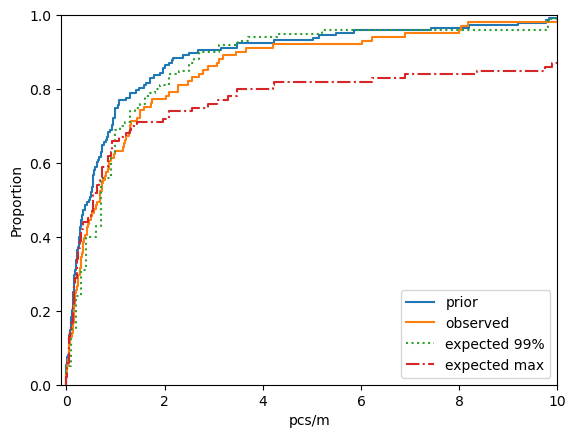 1.0
0.8
0.6
0.4
0.2
0.0
Proportion
0 2 4 6 8 10
pcs/m
prior
observed
expected 99%
expected max